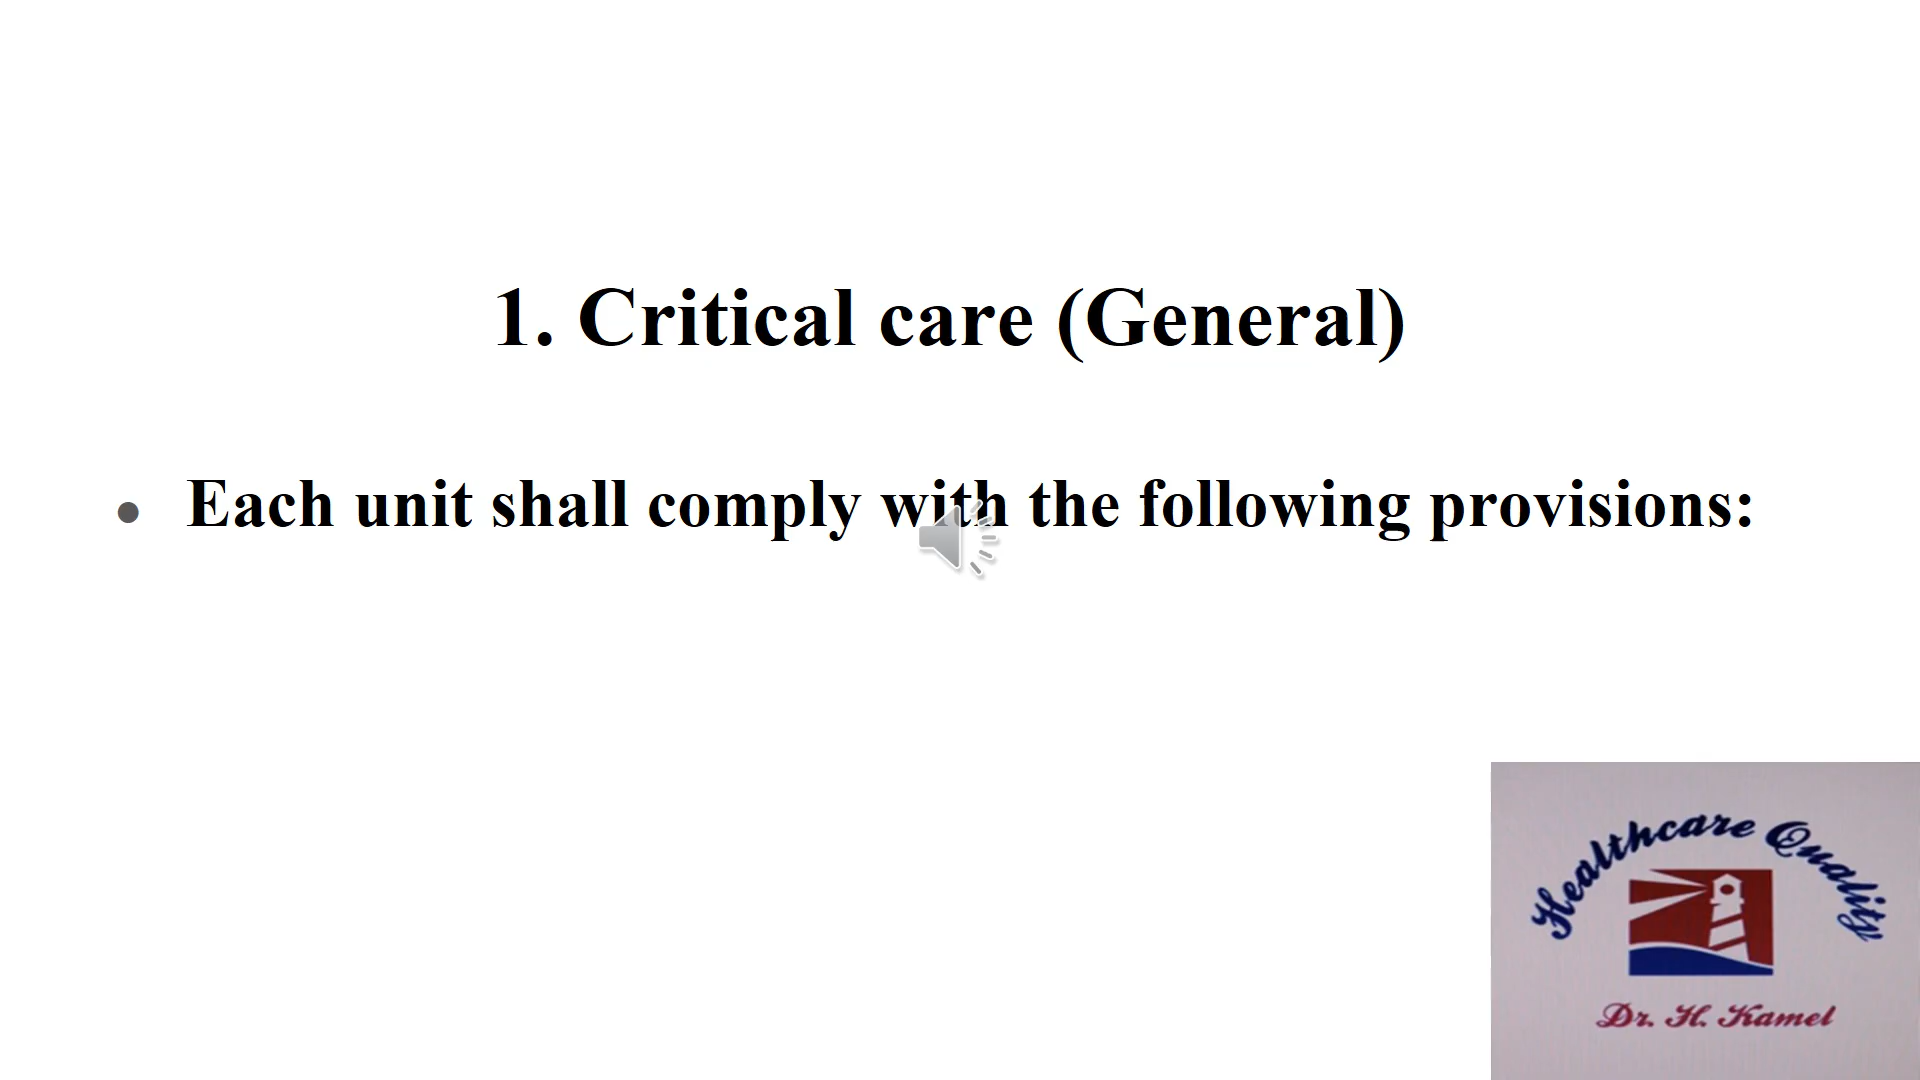 1. Critical care (General)
● Each unit shall comply with the following provisions:
Healthcare Quality
Dr. H. Kamel